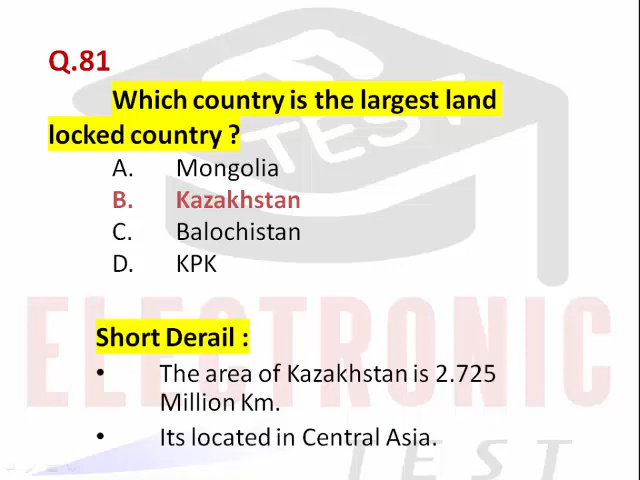 Q.81
Which country is the largest land
locked country ?
A. Mongolia
B. Kazakhstan
C. Balochistan
D. KPK
Short Derail :
• The area of Kazakhstan is 2.725
Million Km.
• Its located in Central Asia.
TEST
ELECTRONIC
TEST